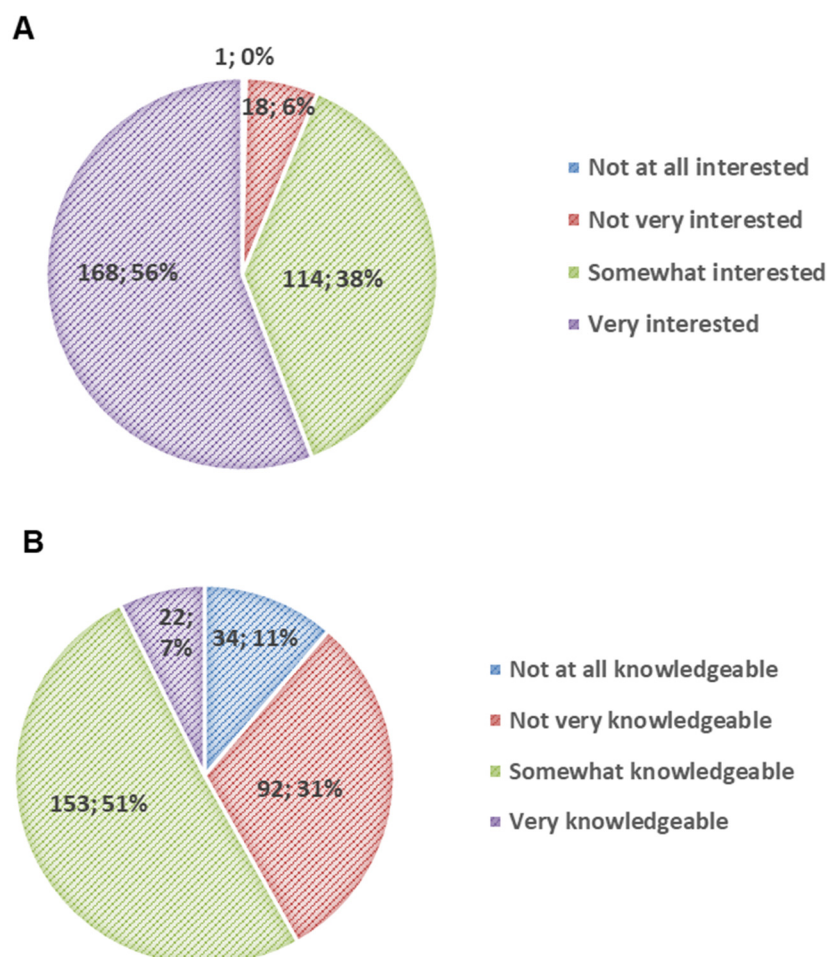 A
1; 0%
18; 6%
168; 56%
114; 38%
Not at all interested
Not very interested
Somewhat interested
Very interested
B
22;
7%
34; 11%
92; 31%
153; 51%
Not at all knowledgeable
Not very knowledgeable
Somewhat knowledgeable
Very knowledgeable